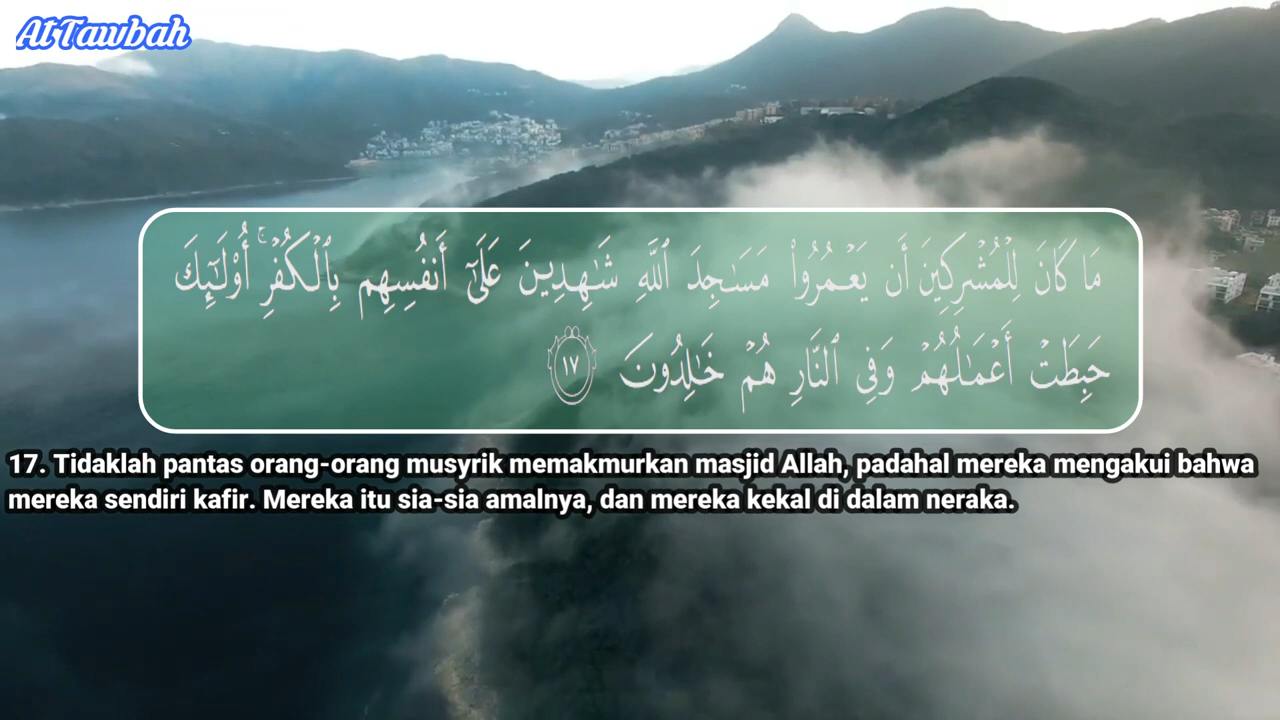 At Tawbah
مَا كَانَ لِلْمُشْرِكِينَ أَن يَعْمُرُوا۟ مَسَـٰجِدَ ٱللَّهِ شَـٰهِدِينَ عَلَىٰٓ أَنفُسِهِم بِٱلْكُفْرِ ۚ أُو۟لَـٰٓئِكَ
حَبِطَتْ أَعْمَـٰلُهُمْ وَفِى ٱلنَّارِ هُمْ خَـٰلِدُونَ ١٧
17. Tidaklah pantas orang-orang musyrik memakmurkan masjid Allah, padahal mereka mengakui bahwa
mereka sendiri kafir. Mereka itu sia-sia amalnya, dan mereka kekal di dalam neraka.